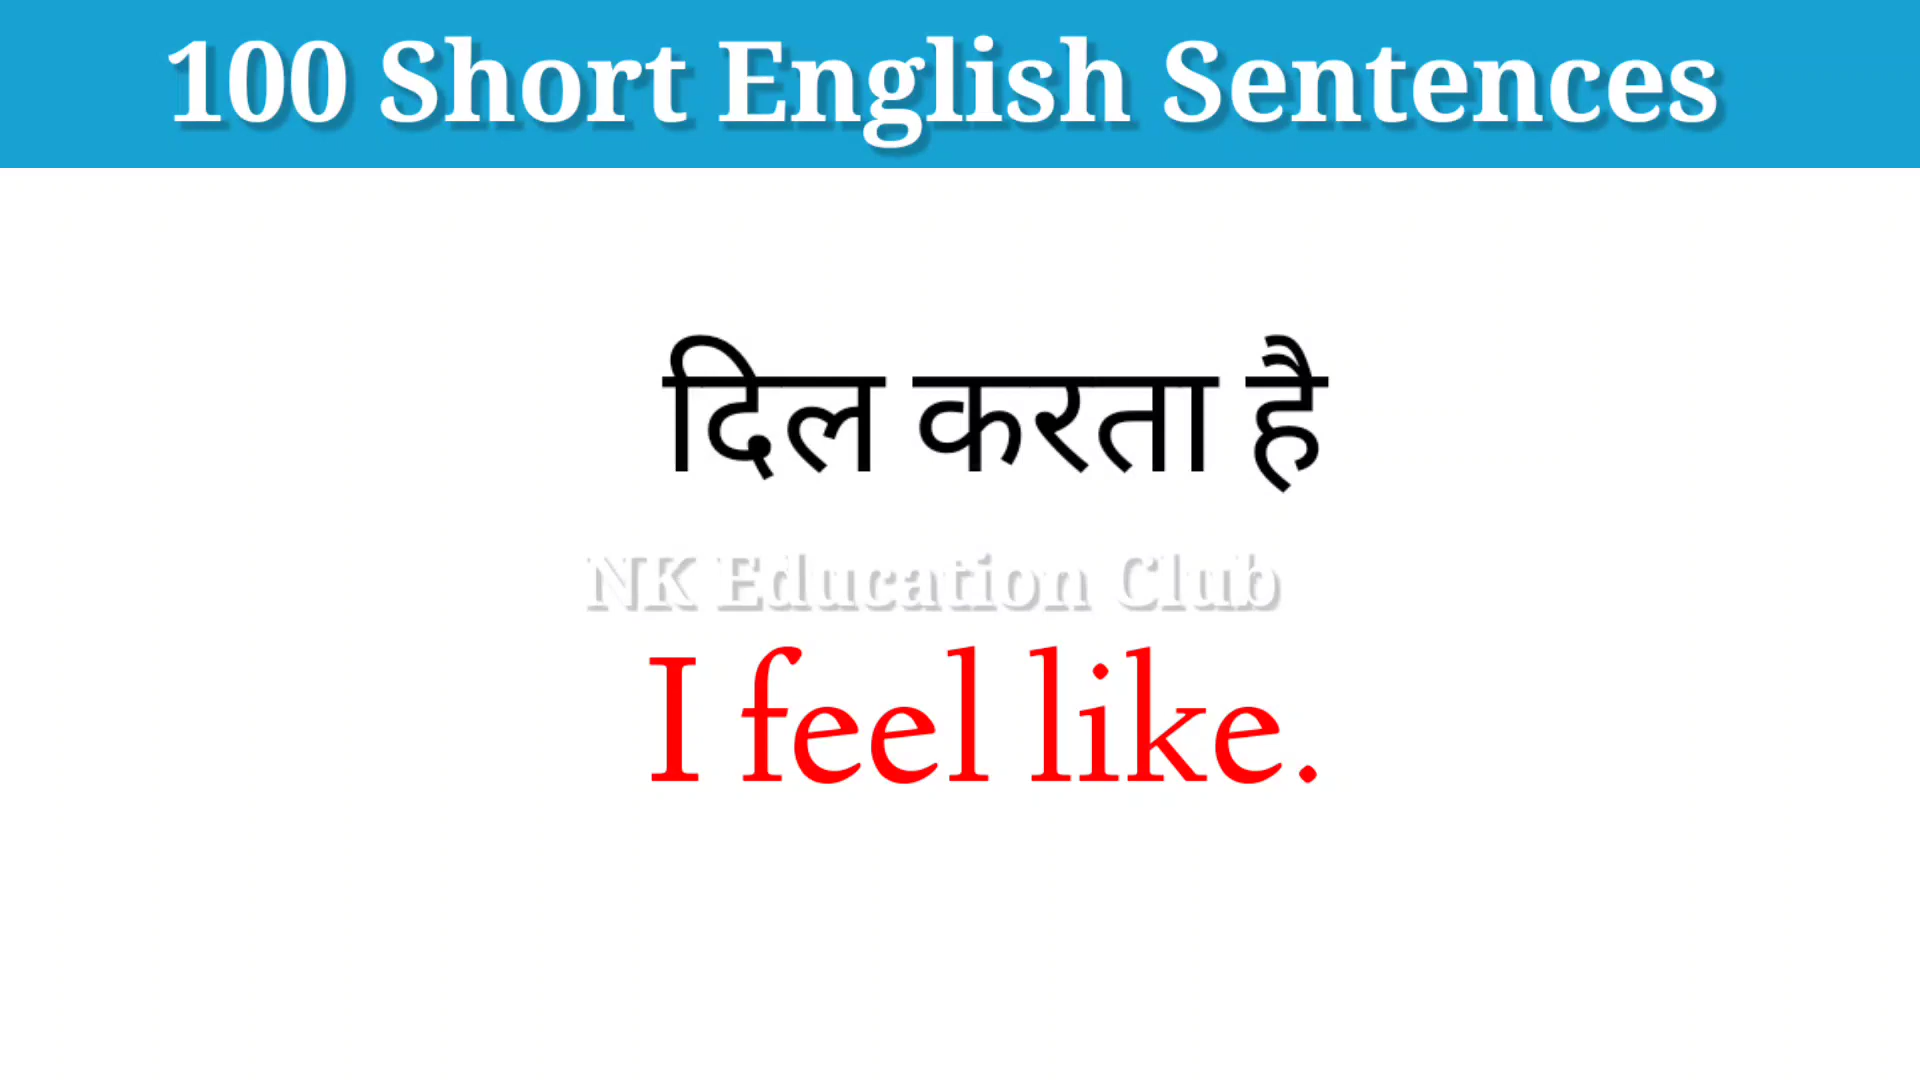 100 Short English Sentences
दिल करता है
NK Education Club
I feel like.